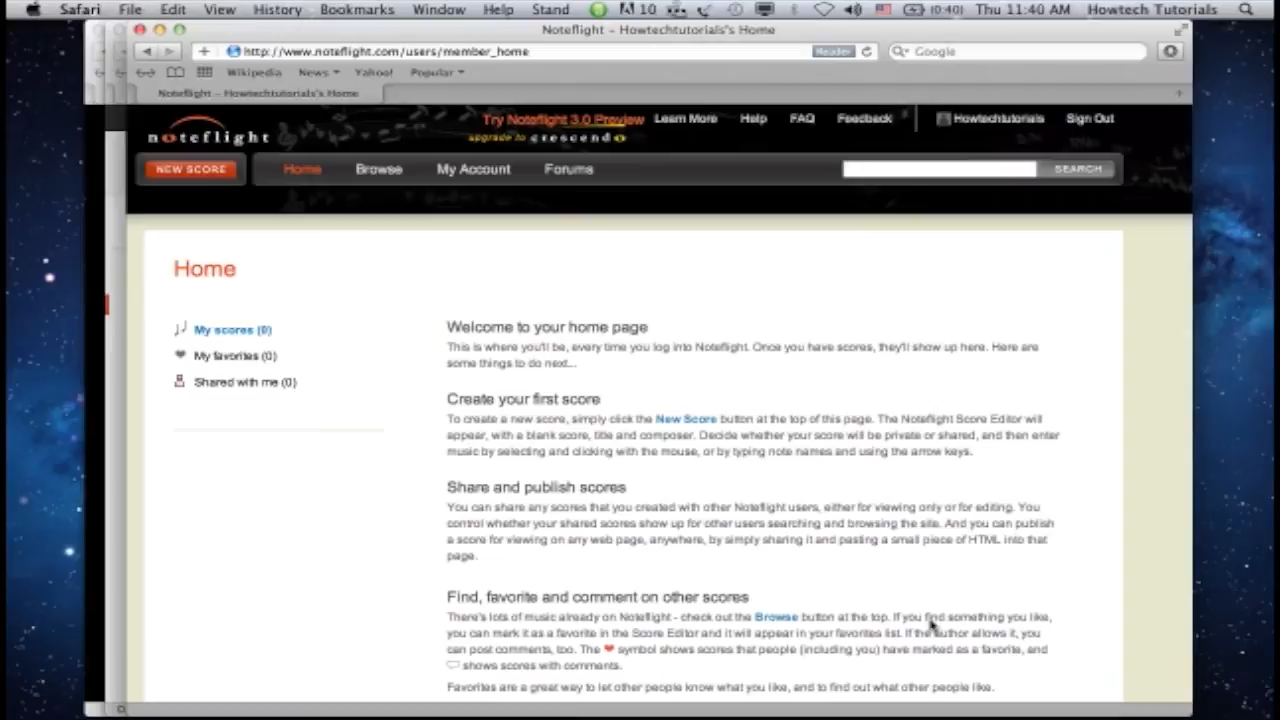 Safari File Edit View History Bookmarks Window Help Stand 10 (0:40) Thu 11:40 AM Howtech Tutorials
Noteflight – Howtechtutorials's Home
http://www.noteflight.com/users/member_home Reader Google
Wikipedia News Yahoo! Popular
Noteflight – Howtechtutorials's Home
noteflight
Try Noteflight 3.0 Preview Learn More Help FAQ Feedback Howtechtutorials Sign Out
upgrade to crescendo
NEW SCORE Home Browse My Account Forums SEARCH
Home
My scores (0)
My favorites (0)
Shared with me (0)
Welcome to your home page
This is where you'll be, every time you log into Noteflight. Once you have scores, they'll show up here. Here are
some things to do next...
Create your first score
To create a new score, simply click the New Score button at the top of this page. The Noteflight Score Editor will
appear, with a blank score, title and composer. Decide whether your score will be private or shared, and then enter
music by selecting and clicking with the mouse, or by typing note names and using the arrow keys.
Share and publish scores
You can share any scores that you created with other Noteflight users, either for viewing only or for editing. You
control whether your shared scores show up for other users searching and browsing the site. And you can publish
a score for viewing on any web page, anywhere, by simply sharing it and pasting a small piece of HTML into that
page.
Find, favorite and comment on other scores
There's lots of music already on Noteflight - check out the Browse button at the top. If you find something you like,
you can mark it as a favorite in the Score Editor and it will appear in your favorites list. If the author allows it, you
can post comments, too. The ❤ symbol shows scores that people (including you) have marked as a favorite, and
shows scores with comments.
Favorites are a great way to let other people know what you like, and to find out what other people like.